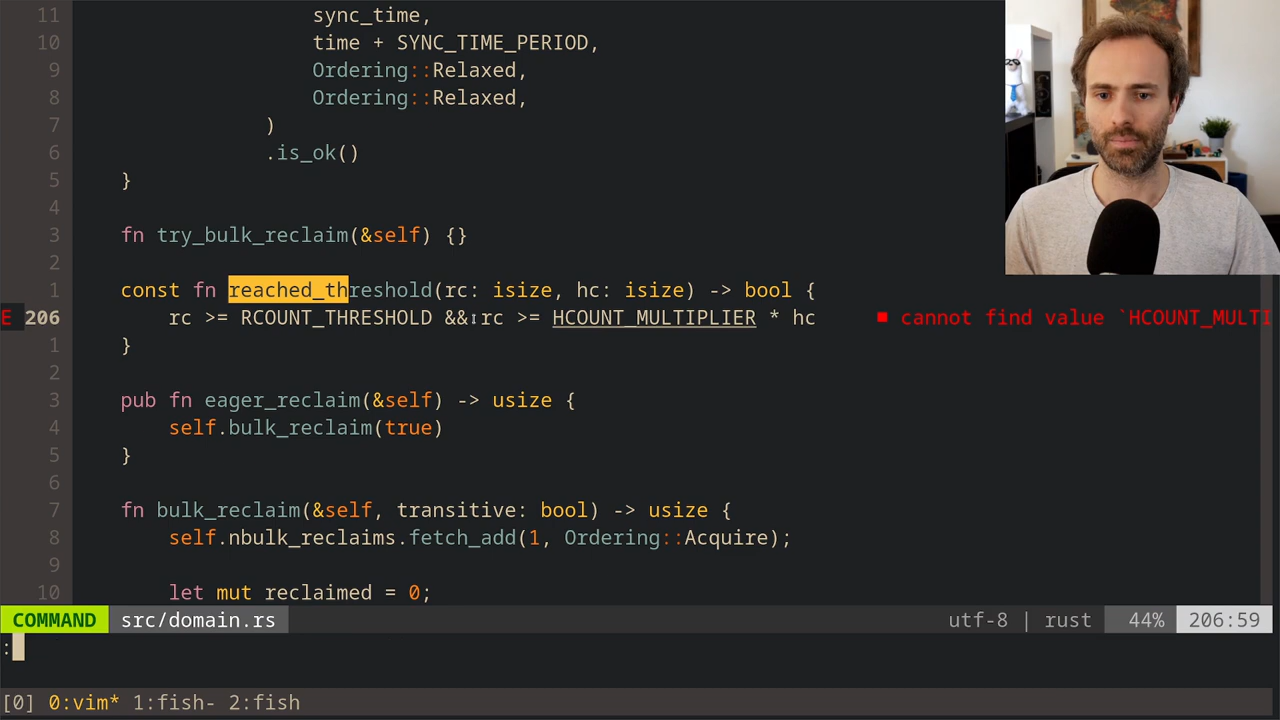 11 sync_time,
10 time + SYNC_TIME_PERIOD,
9 Ordering::Relaxed,
8 Ordering::Relaxed,
7 )
6 .is_ok()
5 }
4
3 fn try_bulk_reclaim(&self) {}
2
1 const fn reached_threshold(rc: isize, hc: isize) -> bool {
E 206 rc >= RCOUNT_THRESHOLD && rc >= HCOUNT_MULTIPLIER * hc ■ cannot find value `HCOUNT_MULTI
1 }
2
3 pub fn eager_reclaim(&self) -> usize {
4 self.bulk_reclaim(true)
5 }
6
7 fn bulk_reclaim(&self, transitive: bool) -> usize {
8 self.nbulk_reclaims.fetch_add(1, Ordering::Acquire);
9
10 let mut reclaimed = 0;
COMMAND src/domain.rs utf-8 | rust 44% 206:59
:
[0] 0:vim* 1:fish- 2:fish